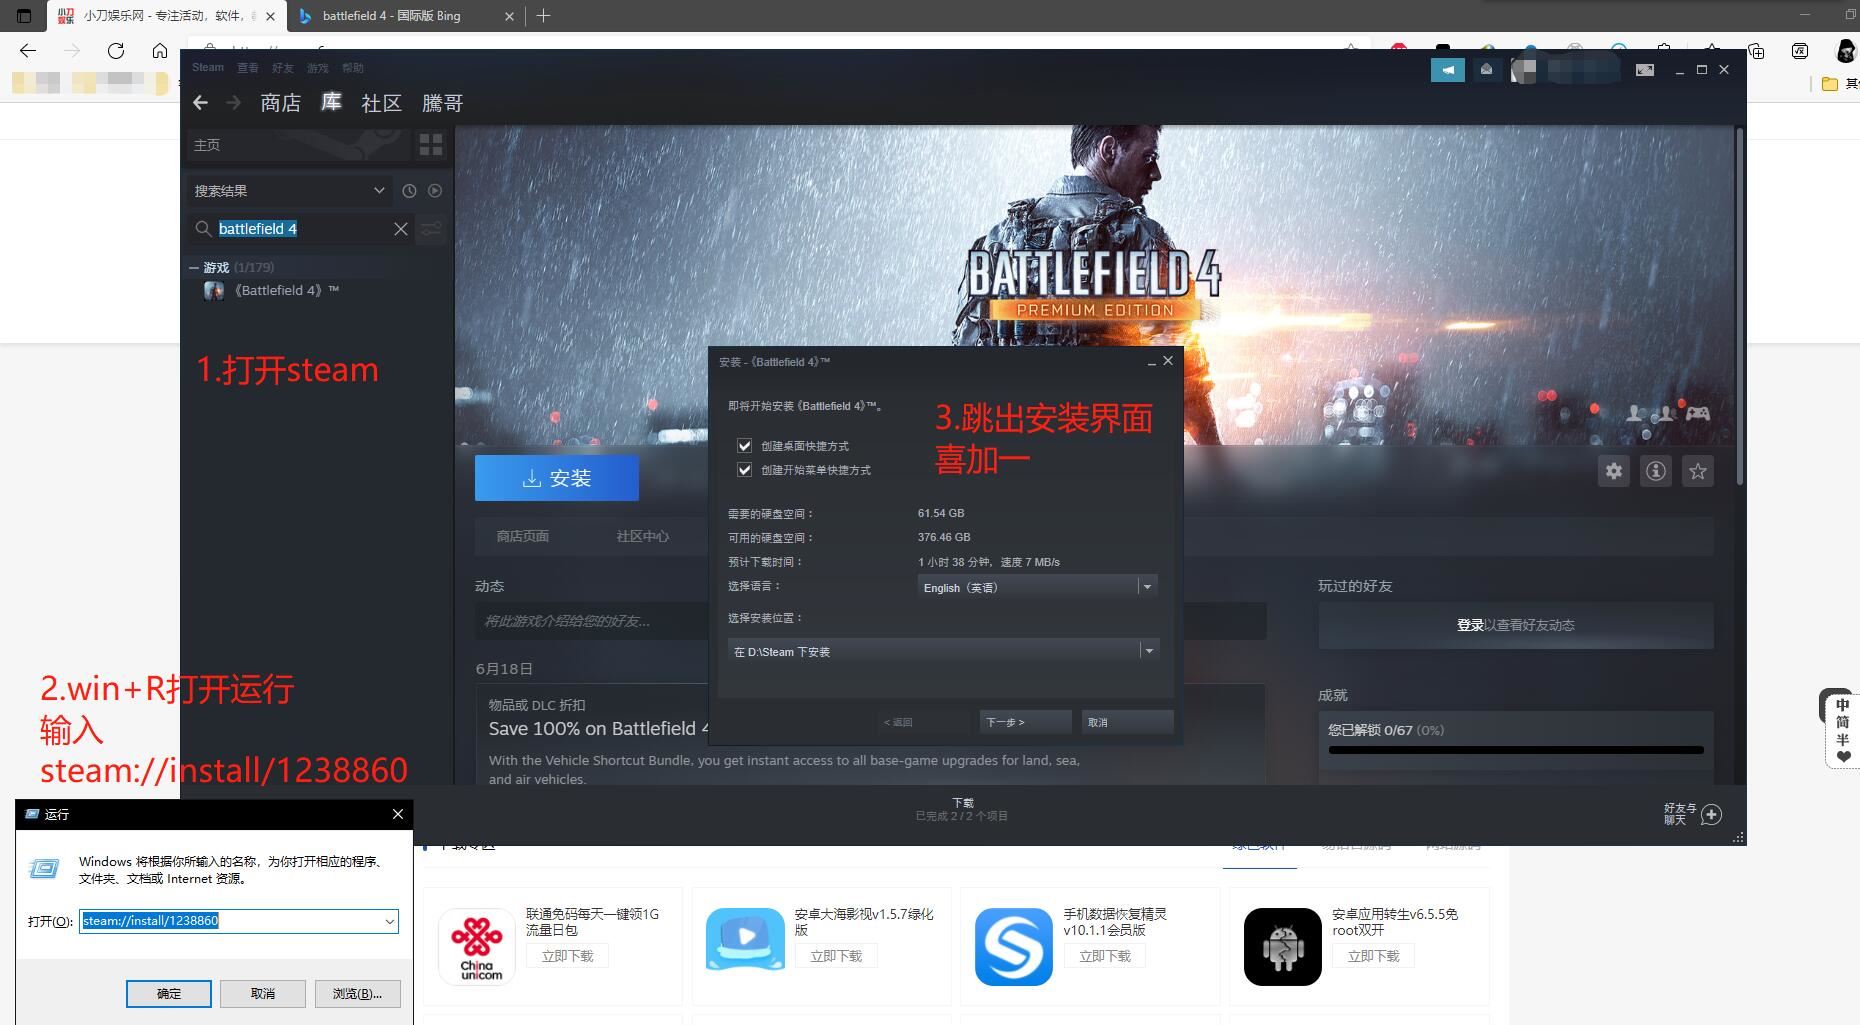 小刀娱乐网 - 专注活动，软件，
battlefield 4 - 国际版 Bing
Steam 查看 好友 游戏 帮助
商店 库 社区 腾哥
主页
搜索结果
battlefield 4
游戏 (1/179)
《Battlefield 4》™
1.打开steam
BATTLEFIELD 4
PREMIUM EDITION
安装 -《Battlefield 4》™
即将开始安装《Battlefield 4》™。
创建桌面快捷方式
创建开始菜单快捷方式
3.跳出安装界面
喜加一
需要的硬盘空间： 61.54 GB
可用的硬盘空间： 376.46 GB
预计下载时间： 1 小时 38 分钟，速度 7 MB/s
选择语言： English（英语）
选择安装位置：
在 D:\Steam 下安装
< 返回 下一步 > 取消
安装
商店页面 社区中心
动态
将此游戏介绍给您的好友...
6月18日
物品或 DLC 折扣
Save 100% on Battlefield 4
With the Vehicle Shortcut Bundle, you get instant access to all base-game upgrades for land, sea,
and air vehicles.
玩过的好友
登录以查看好友动态
成就
您已解锁 0/67 (0%)
下载
已完成 2 / 2 个项目
好友与
聊天
2.win+R打开运行
输入
steam://install/1238860
运行
Windows 将根据你所输入的名称，为你打开相应的程序、
文件夹、文档或 Internet 资源。
打开(O): steam://install/1238860
确定 取消 浏览(B)...
China
unicom
联通免码每天一键领1G
流量日包
立即下载
安卓大海影视v1.5.7绿化
版
立即下载
手机数据恢复精灵
v10.1.1会员版
立即下载
安卓应用转生v6.5.5免
root双开
立即下载
中
简
半